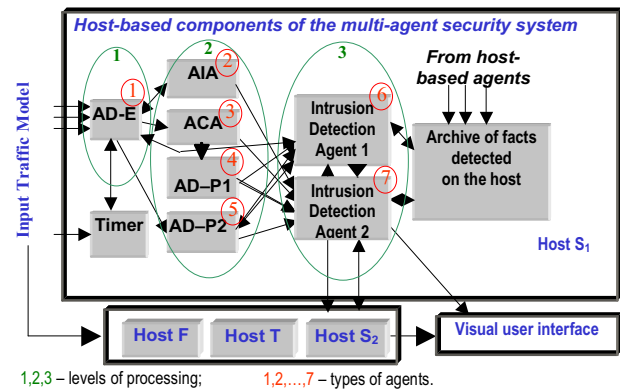 Host-based components of the multi-agent security system
1
2
3
Input Traffic Model
AD-E
1
AIA
2
ACA
3
AD–P1
4
AD–P2
5
Timer
Intrusion
Detection
Agent 1
6
Intrusion
Detection
Agent 2
7
From host-
based agents
Archive of facts
detected
on the host
Host S1
Host F
Host T
Host S2
Visual user interface
1,2,3 – levels of processing;
1,2,…,7 – types of agents.